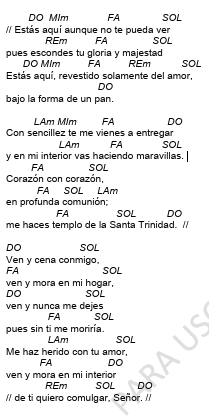 DO MIm FA SOL
// Estás aquí aunque no te pueda ver
REm FA SOL
pues escondes tu gloria y majestad
DO MIm FA REm SOL
Estás aquí, revestido solamente del amor,
DO
bajo la forma de un pan.
LAm MIm FA DO
Con sencillez te me vienes a entregar
LAm FA SOL
y en mi interior vas haciendo maravillas. |
FA SOL
Corazón con corazón,
FA SOL LAm
en profunda comunión;
FA SOL DO
me haces templo de la Santa Trinidad. //
DO SOL
Ven y cena conmigo,
FA SOL
ven y mora en mi hogar,
DO SOL
ven y nunca me dejes
FA SOL
pues sin ti me moriría.
LAm SOL
Me haz herido con tu amor,
FA DO
ven y mora en mi interior
REm SOL DO
// de ti quiero comulgar, Señor. //
PARA USO